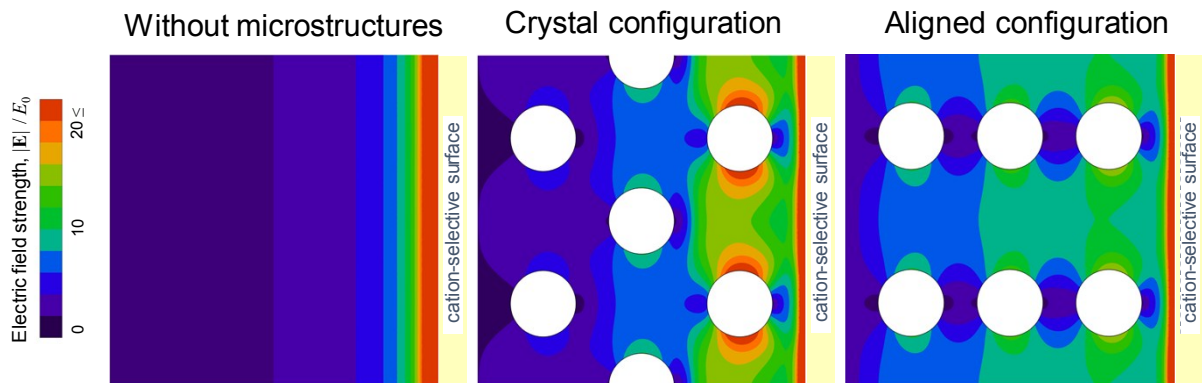 Without microstructures
Crystal configuration
Aligned configuration
Electric field strength, |E| / E₀
20 ≤
10
0
cation-selective surface
cation-selective surface
cation-selective surface